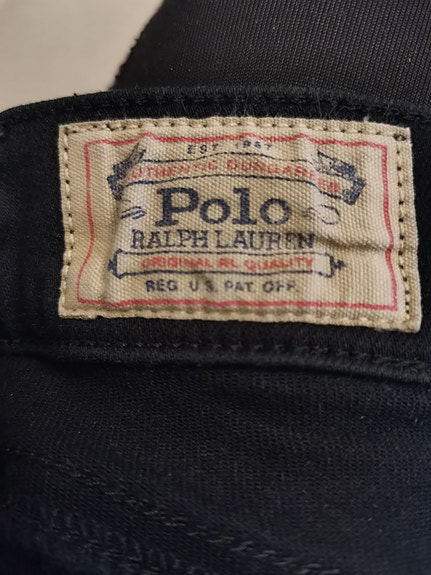 EST. 1967
AUTHENTIC DUNGAREES
Polo
RALPH LAUREN
ORIGINAL RL QUALITY
REG. U.S. PAT. OFF.